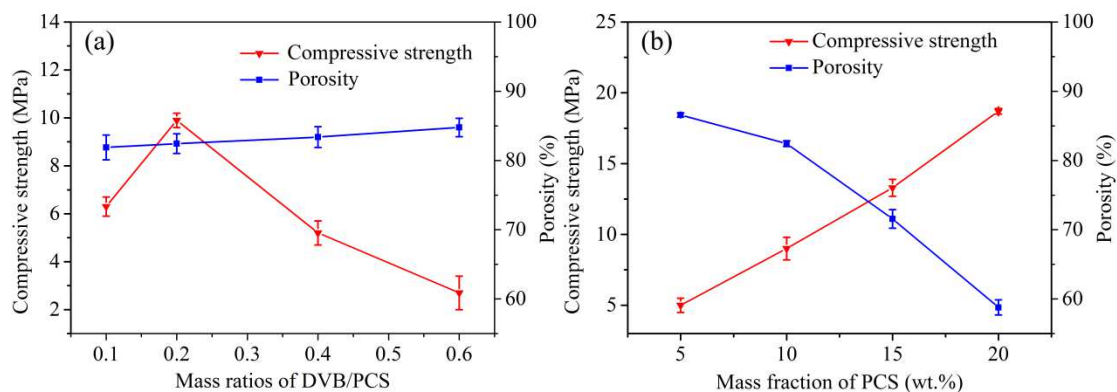 (a)
Compressive strength
Porosity
14
12
10
8
6
4
2
100
90
80
70
60
Compressive strength (MPa)
Porosity (%)
0.1 0.2 0.3 0.4 0.5 0.6
Mass ratios of DVB/PCS
(b)
Compressive strength
Porosity
25
20
15
10
5
100
90
80
70
60
Compressive strength (MPa)
Porosity (%)
5 10 15 20
Mass fraction of PCS (wt.%)